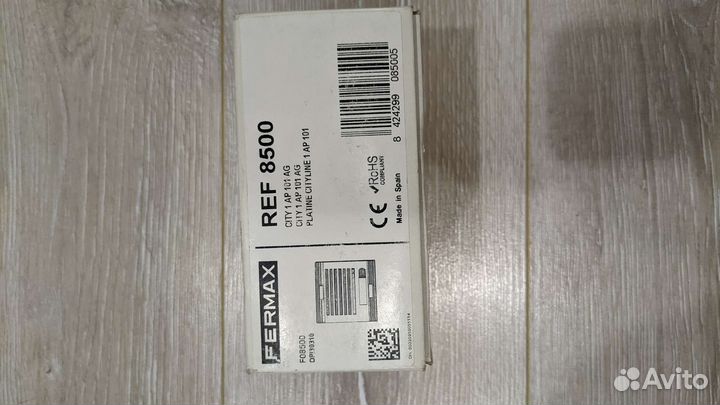 FERMAX
REF 8500
CITY 1 AP 101 AG
CITY 1 AP 101 AG
PLATINE CITYLINE 1 AP 101
F08500
CE
RoHS
COMPLIANT
Made in Spain
8 424299 085005
Avito